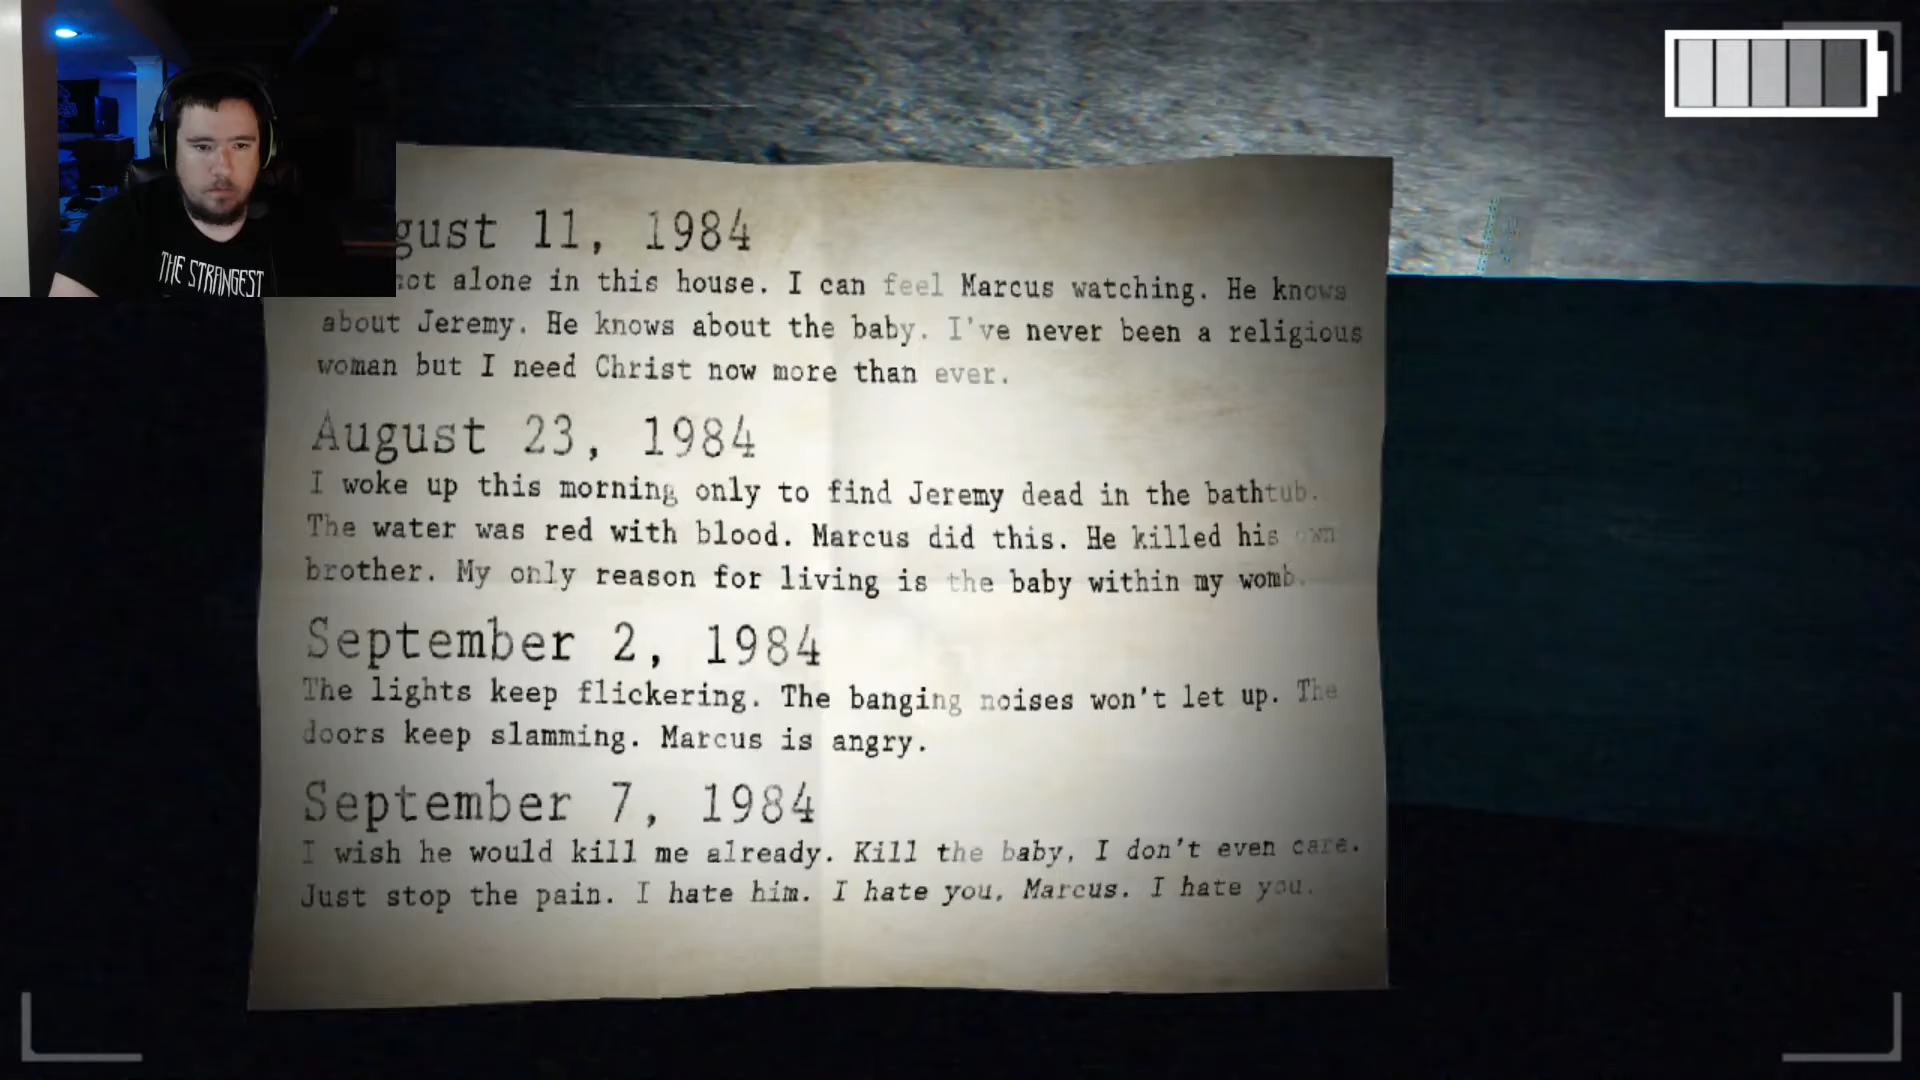 THE STRANGEST
gust 11, 1984
not alone in this house. I can feel Marcus watching. He knows
about Jeremy. He knows about the baby. I've never been a religious
woman but I need Christ now more than ever.
August 23, 1984
I woke up this morning only to find Jeremy dead in the bathtub.
The water was red with blood. Marcus did this. He killed his own
brother. My only reason for living is the baby within my womb.
September 2, 1984
The lights keep flickering. The banging noises won't let up. The
doors keep slamming. Marcus is angry.
September 7, 1984
I wish he would kill me already. Kill the baby, I don't even care.
Just stop the pain. I hate him. I hate you, Marcus. I hate you.